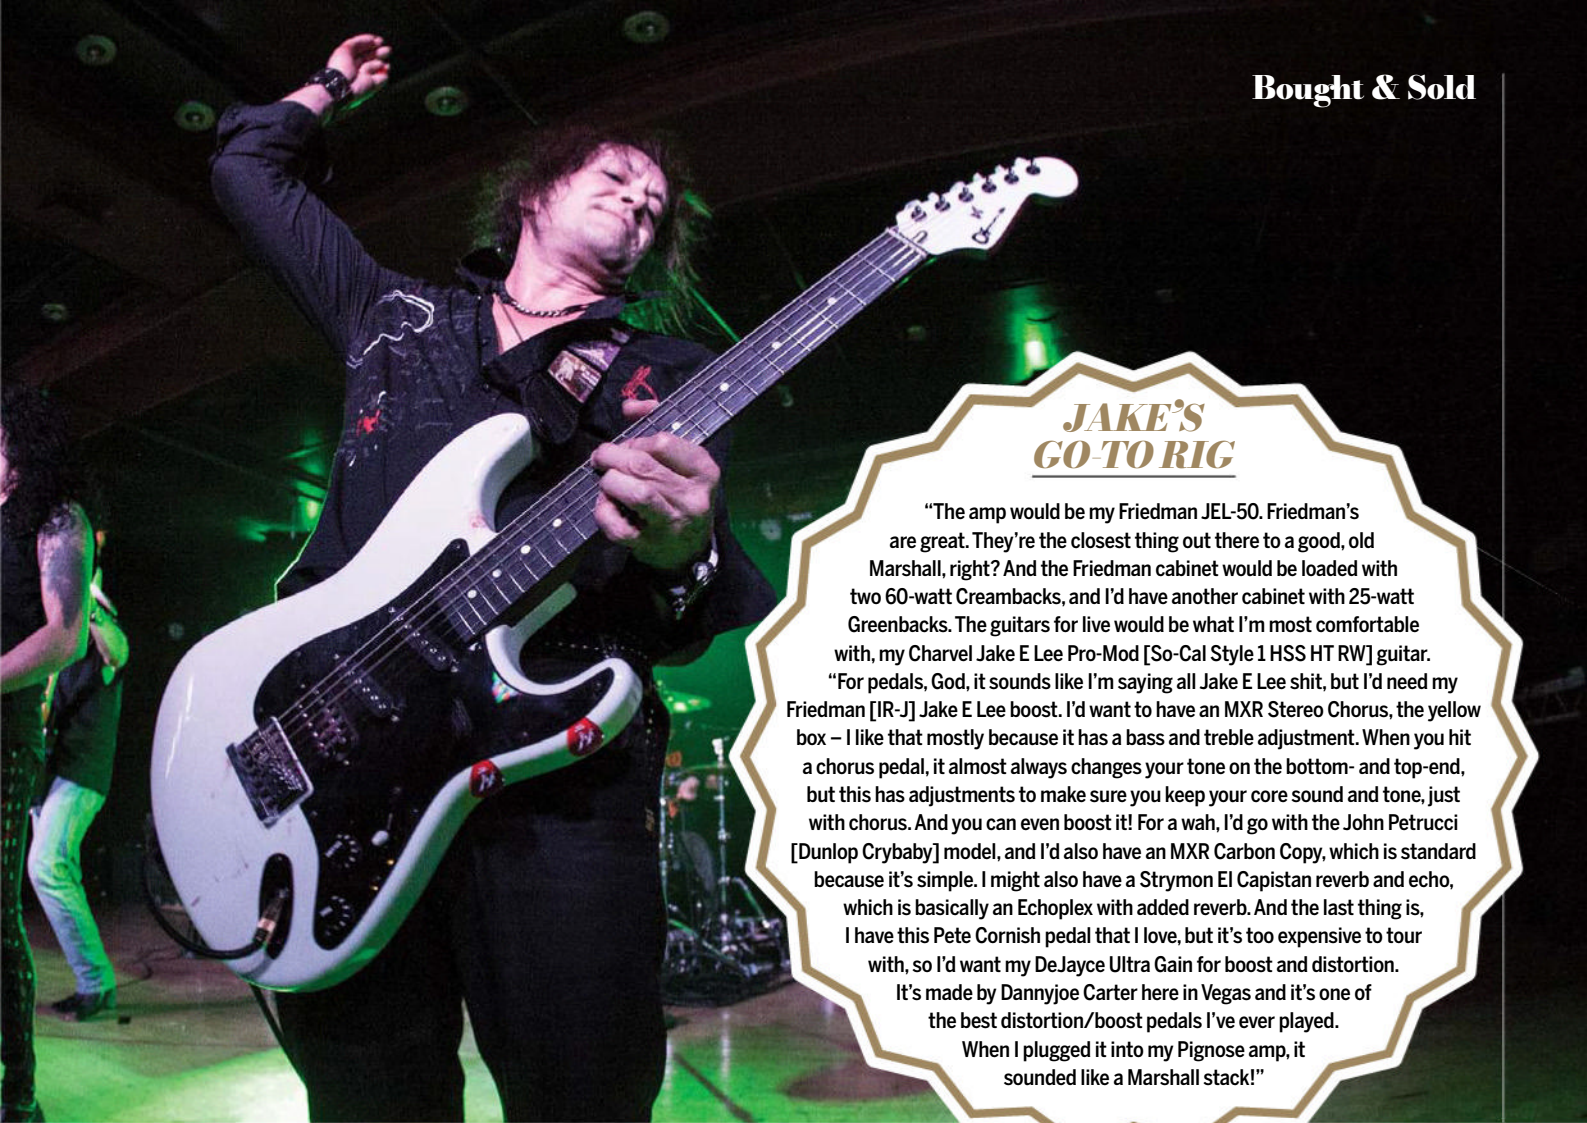 Bought & Sold
JAKE’S
GO-TO RIG
“The amp would be my Friedman JEL-50. Friedman’s
are great. They’re the closest thing out there to a good, old
Marshall, right? And the Friedman cabinet would be loaded with
two 60-watt Creambacks, and I’d have another cabinet with 25-watt
Greenbacks. The guitars for live would be what I’m most comfortable
with, my Charvel Jake E Lee Pro-Mod [So-Cal Style 1 HSS HT RW] guitar.
“For pedals, God, it sounds like I’m saying all Jake E Lee shit, but I’d need my
Friedman [IR-J] Jake E Lee boost. I’d want to have an MXR Stereo Chorus, the yellow
box – I like that mostly because it has a bass and treble adjustment. When you hit
a chorus pedal, it almost always changes your tone on the bottom- and top-end,
but this has adjustments to make sure you keep your core sound and tone, just
with chorus. And you can even boost it! For a wah, I’d go with the John Petrucci
[Dunlop Crybaby] model, and I’d also have an MXR Carbon Copy, which is standard
because it’s simple. I might also have a Strymon El Capistan reverb and echo,
which is basically an Echoplex with added reverb. And the last thing is,
I have this Pete Cornish pedal that I love, but it’s too expensive to tour
with, so I’d want my DeJayce Ultra Gain for boost and distortion.
It’s made by Dannyjoe Carter here in Vegas and it’s one of
the best distortion/boost pedals I’ve ever played.
When I plugged it into my Pignose amp, it
sounded like a Marshall stack!”